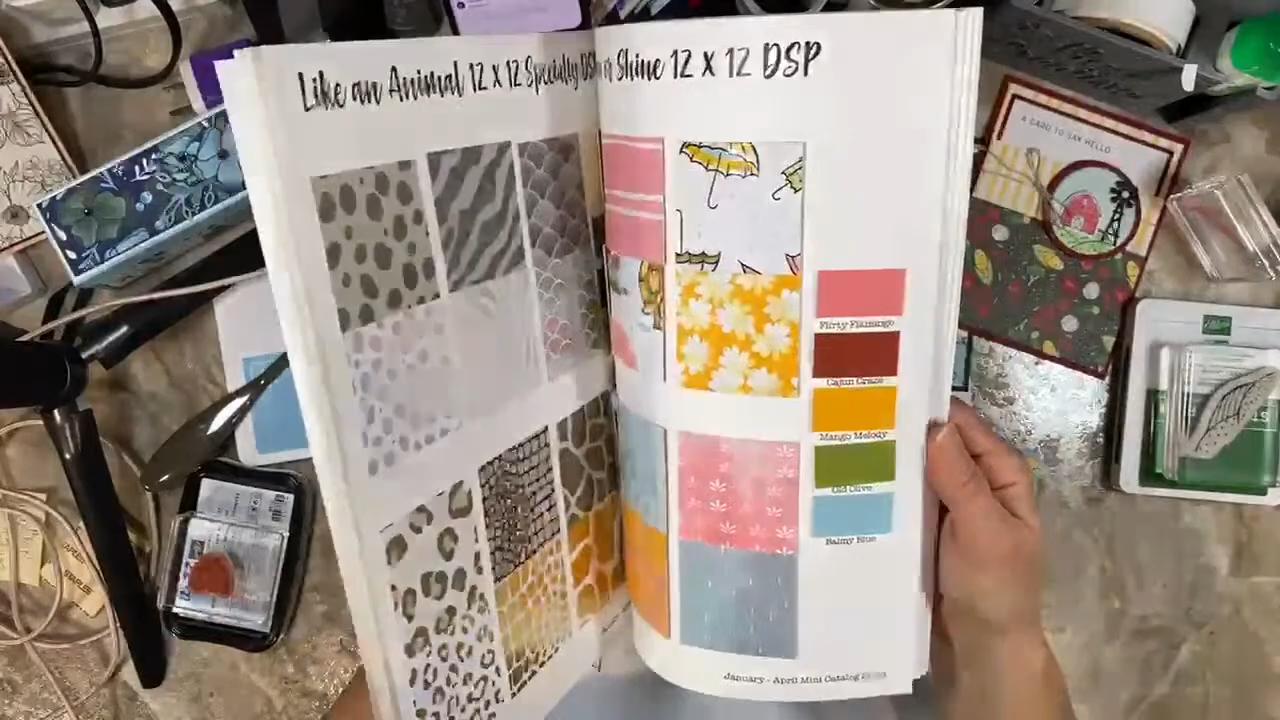 Like an Animal 12 x 12 Specialty DSP
Shine 12 x 12 DSP
A CARD TO SAY HELLO
Flirty Flamingo
Cajun Craze
Mango Melody
Old Olive
Balmy Blue
January - April Mini Catalog